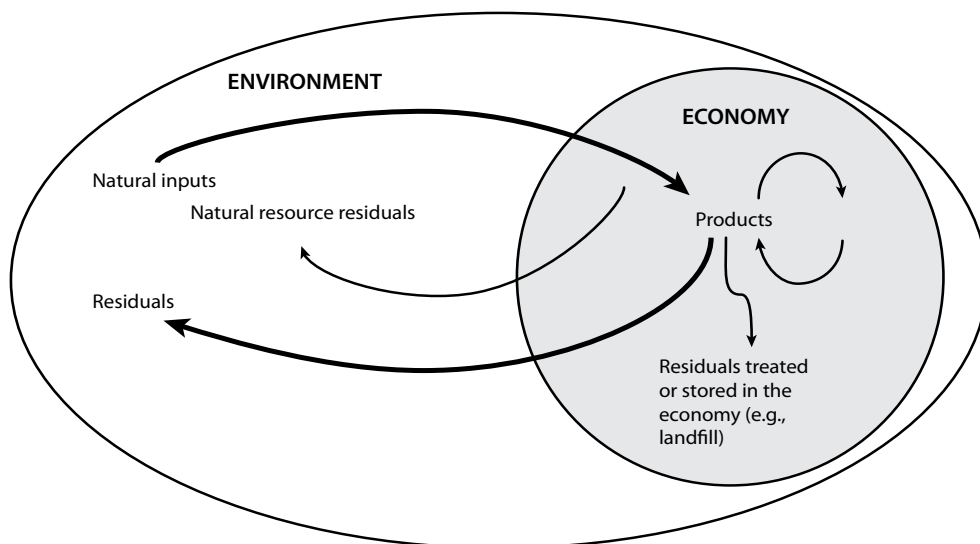 ENVIRONMENT
ECONOMY
Natural inputs
Natural resource residuals
Products
Residuals
Residuals treated
or stored in the
economy (e.g.,
landfill)